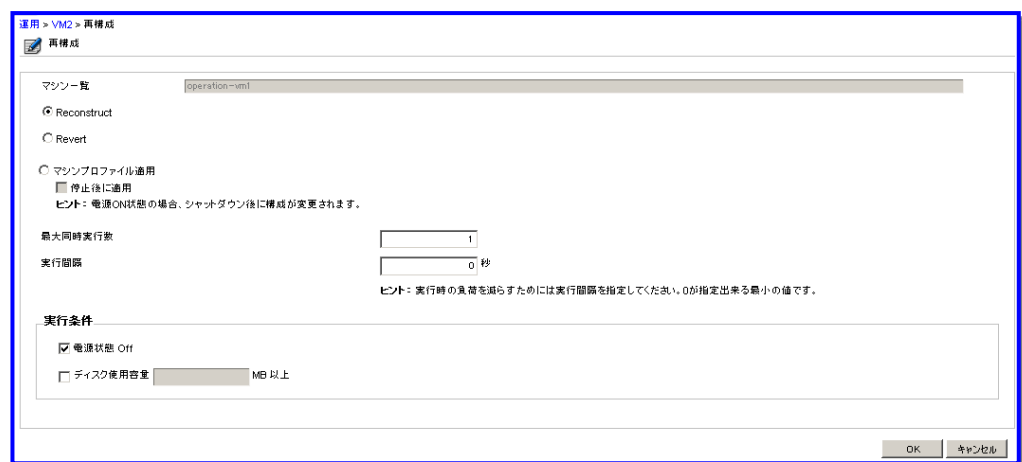 運用 > VM2 > 再構成
再構成
マシン一覧 operation-vm1
Reconstruct
Revert
マシンプロファイル適用
停止後に適用
ヒント: 電源ON状態の場合、シャットダウン後に構成が変更されます。
最大同時実行数 1
実行間隔 0 秒
ヒント: 実行時の負荷を減らすためには実行間隔を指定してください。0が指定出来る最小の値です。
実行条件
電源状態 Off
ディスク使用容量 MB 以上
OK キャンセル